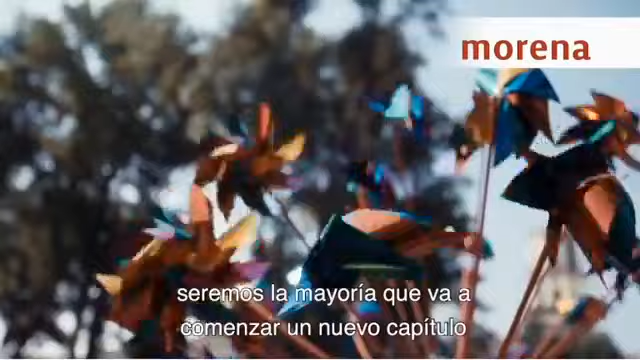 morena
seremos la mayoría que va a
comenzar un nuevo capítulo